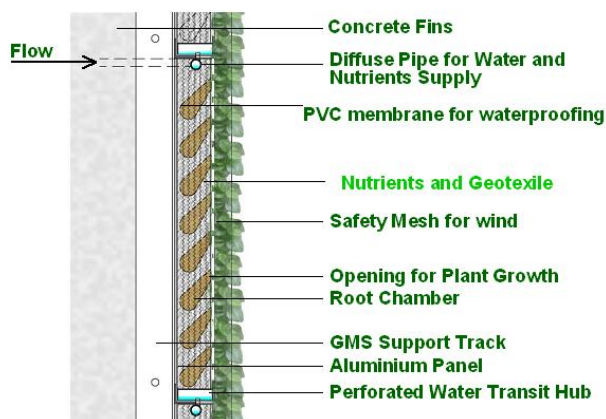 Concrete Fins
Flow
Diffuse Pipe for Water and
Nutrients Supply
PVC membrane for waterproofing
Nutrients and Geotexile
Safety Mesh for wind
Opening for Plant Growth
Root Chamber
GMS Support Track
Aluminium Panel
Perforated Water Transit Hub